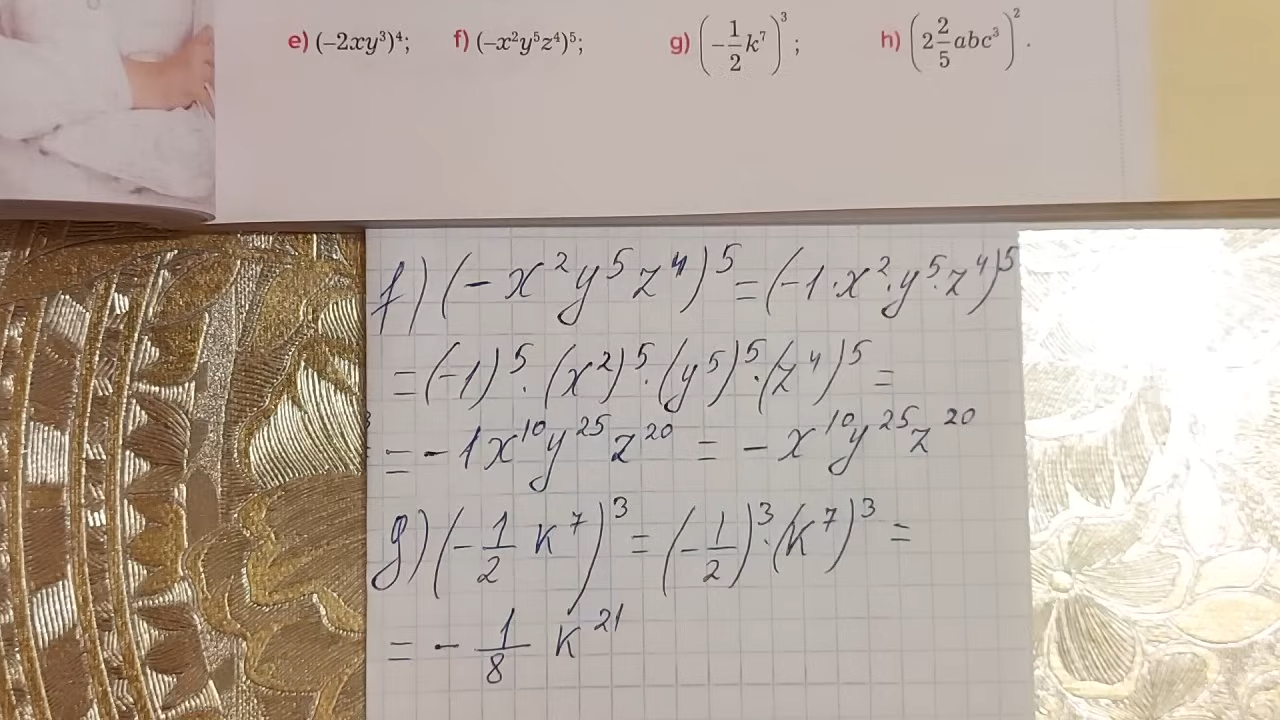 e) (–2xy³)⁴; f) (–x²y⁵z⁴)⁵; g) (–1/2 k⁷)³; h) (2 2/5 abc³)².
f) (–x²y⁵z⁴)⁵ = (–1·x²·y⁵·z⁴)⁵
= (–1)⁵·(x²)⁵·(y⁵)⁵·(z⁴)⁵ =
= –1x¹⁰y²⁵z²⁰ = –x¹⁰y²⁵z²⁰
g) (–1/2 k⁷)³ = (–1/2)³·(k⁷)³ =
= – 1/8 k²¹